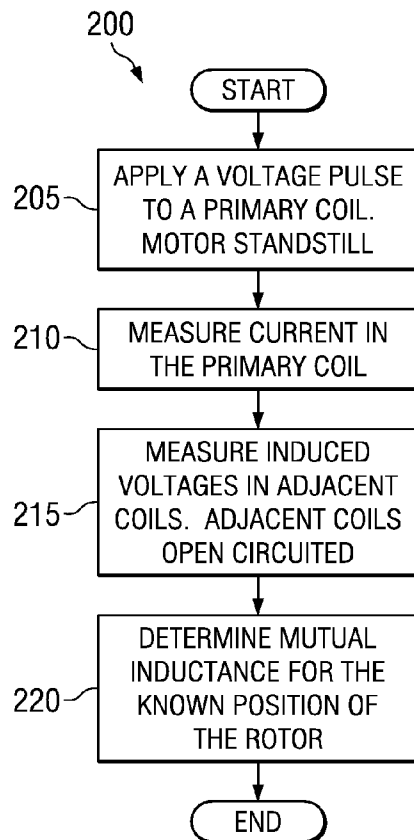 200
START
205
APPLY A VOLTAGE PULSE
TO A PRIMARY COIL.
MOTOR STANDSTILL
210
MEASURE CURRENT IN
THE PRIMARY COIL
215
MEASURE INDUCED
VOLTAGES IN ADJACENT
COILS. ADJACENT COILS
OPEN CIRCUITED
220
DETERMINE MUTUAL
INDUCTANCE FOR THE
KNOWN POSITION OF
THE ROTOR
END